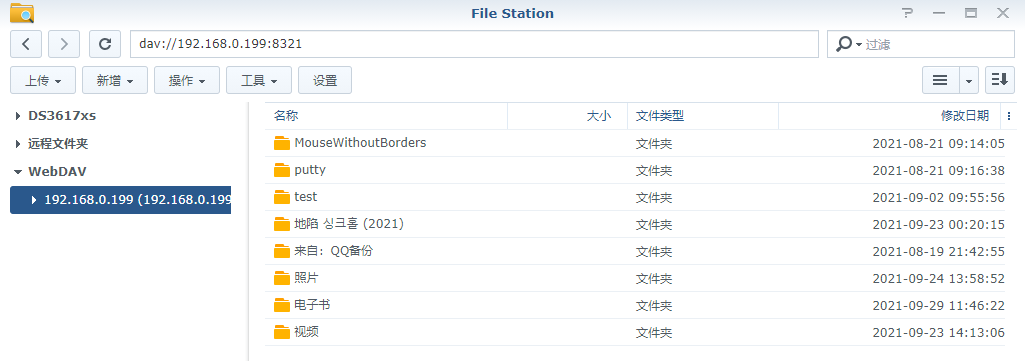 File Station
dav://192.168.0.199:8321 过滤
上传 新增 操作 工具 设置
DS3617xs
远程文件夹
WebDAV
192.168.0.199 (192.168.0.199
名称 大小 文件类型 修改日期
MouseWithoutBorders 文件夹 2021-08-21 09:14:05
putty 文件夹 2021-08-21 09:16:38
test 文件夹 2021-09-02 09:55:56
地陷 싱크홀 (2021) 文件夹 2021-09-23 00:20:15
来自：QQ备份 文件夹 2021-08-19 21:42:55
照片 文件夹 2021-09-24 13:58:52
电子书 文件夹 2021-09-29 11:46:22
视频 文件夹 2021-09-23 14:13:06